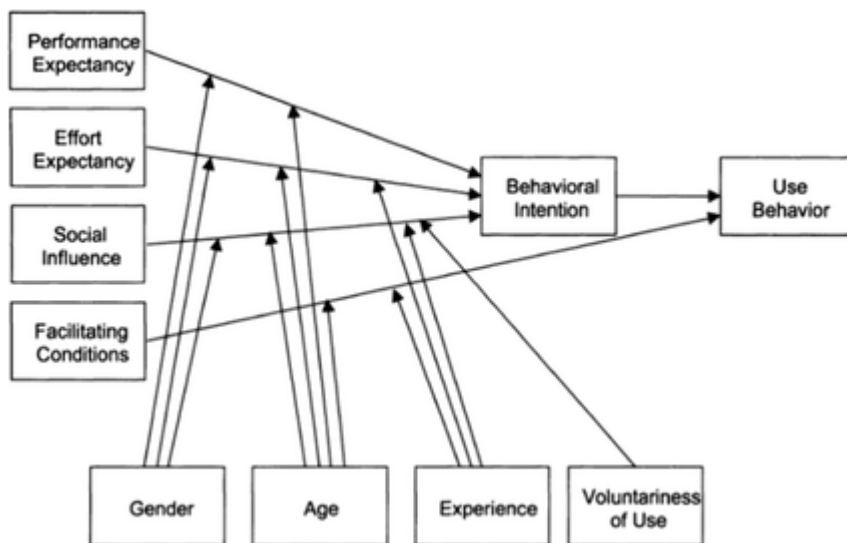 Performance
Expectancy
Effort
Expectancy
Behavioral
Intention
Use
Behavior
Social
Influence
Facilitating
Conditions
Gender
Age
Experience
Voluntariness
of Use